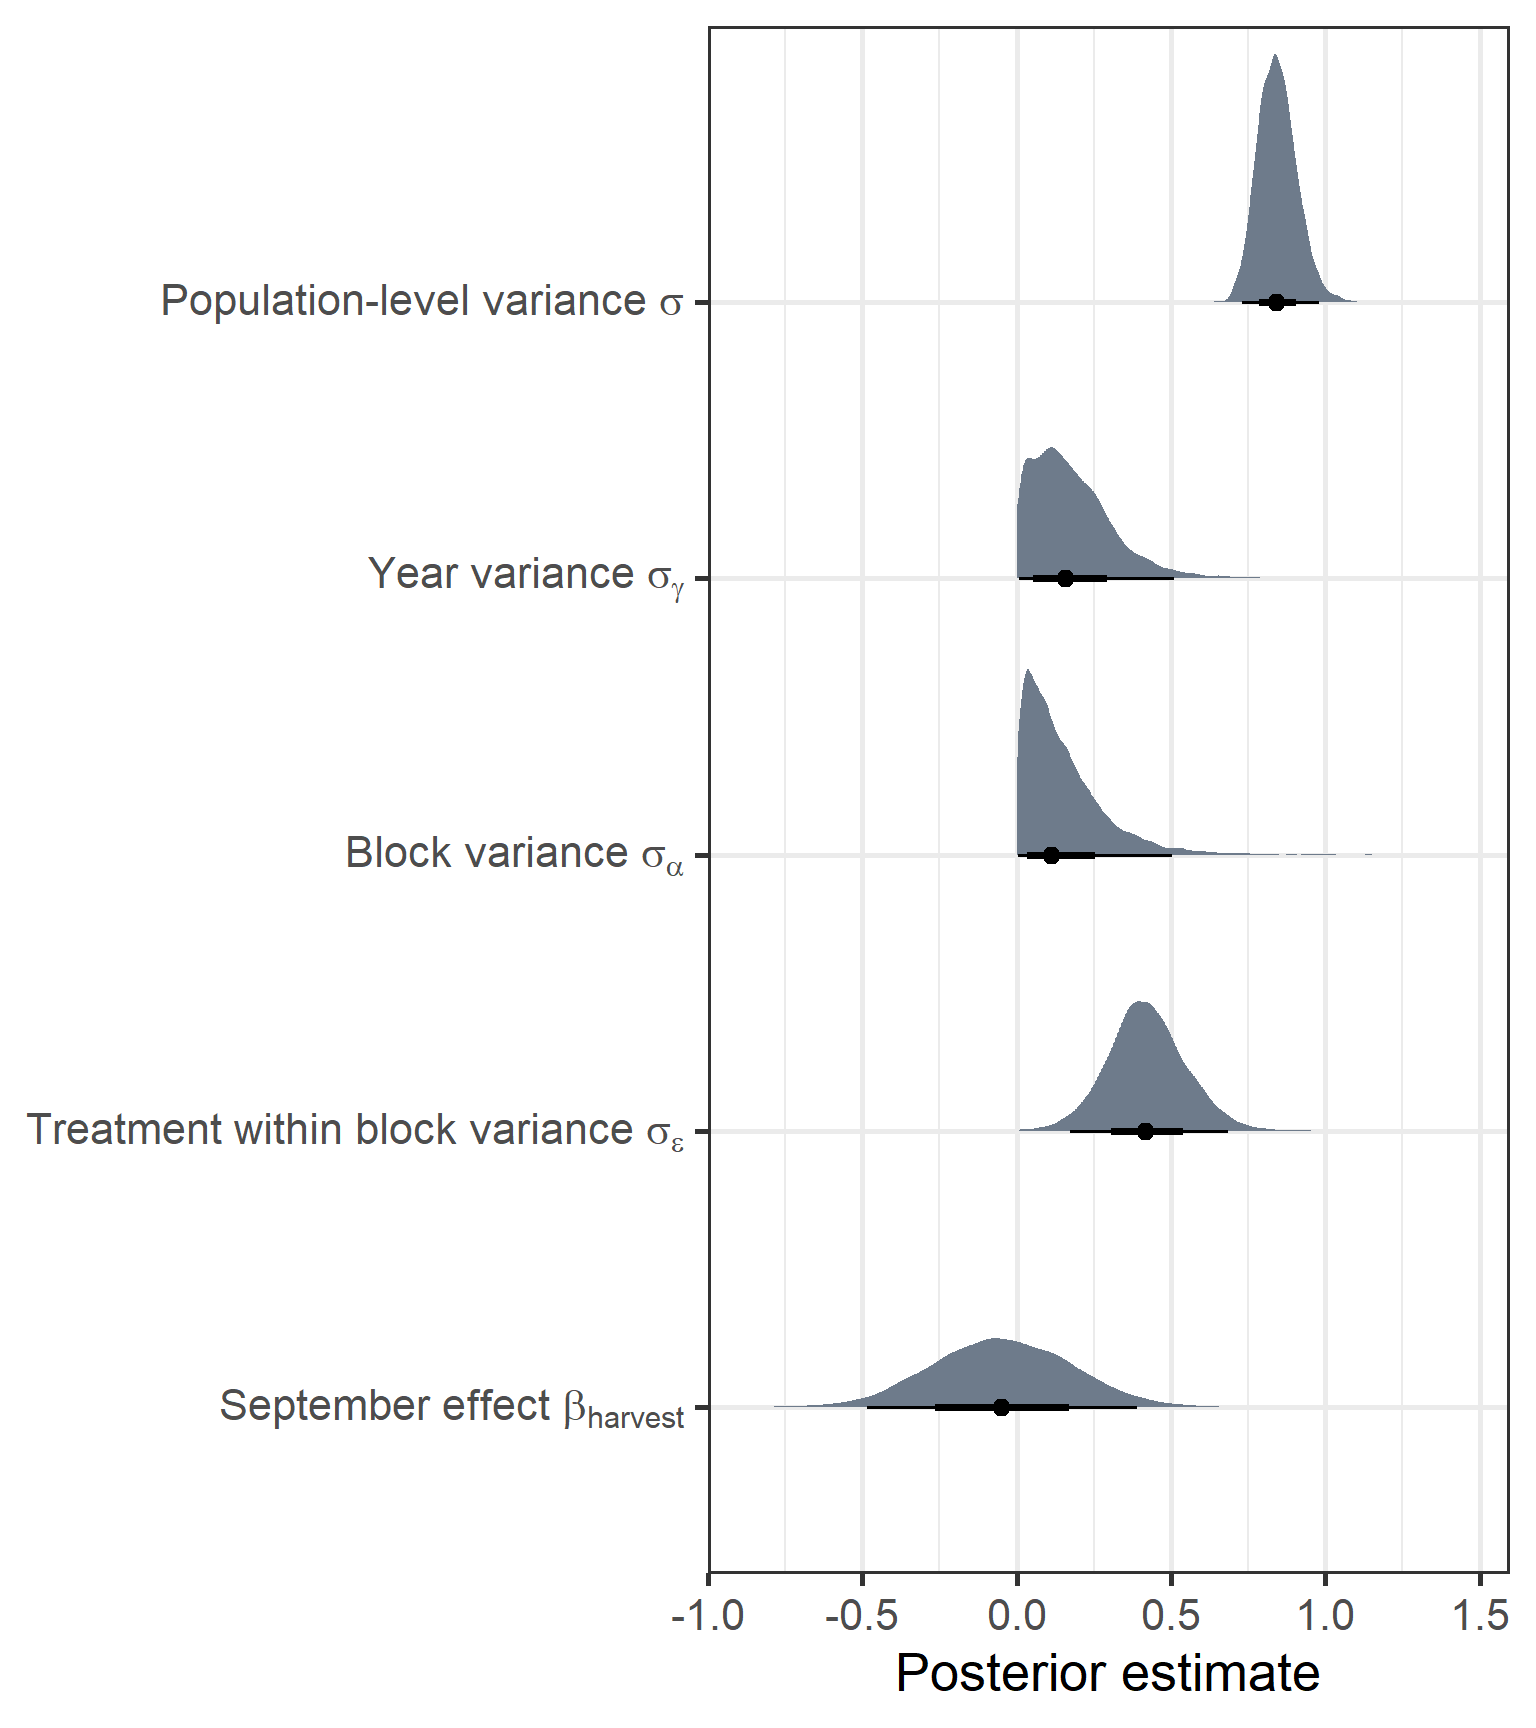 Population-level variance σ
Year variance σγ
Block variance σα
Treatment within block variance σε
September effect βharvest
-1.0 -0.5 0.0 0.5 1.0 1.5
Posterior estimate